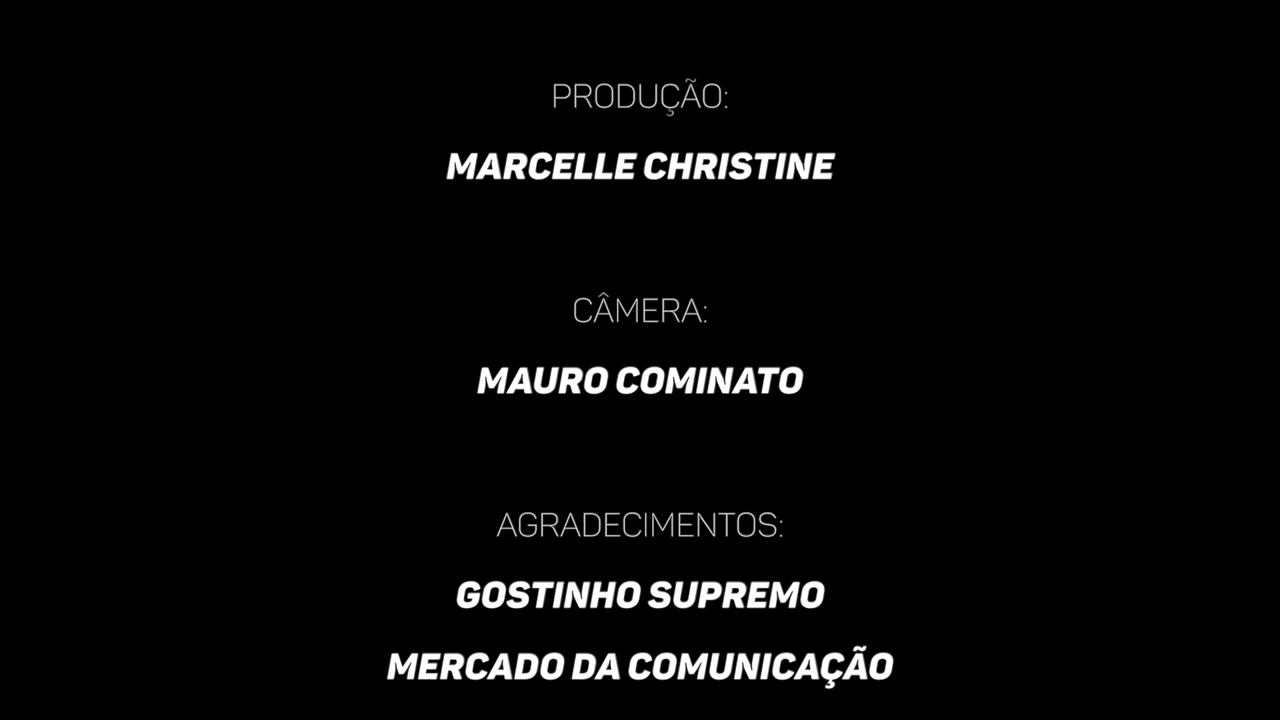 PRODUÇÃO:
MARCELLE CHRISTINE
CÂMERA:
MAURO COMINATO
AGRADECIMENTOS:
GOSTINHO SUPREMO
MERCADO DA COMUNICAÇÃO